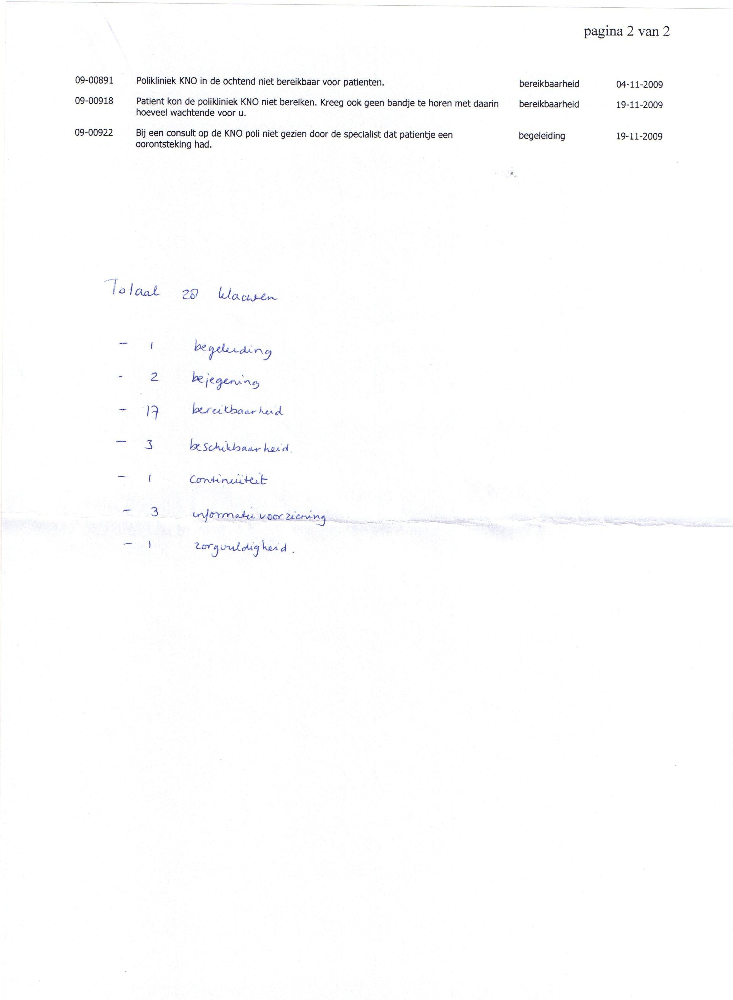 pagina 2 van 2
09-00891 Polikliniek KNO in de ochtend niet bereikbaar voor patienten. bereikbaarheid 04-11-2009
09-00918 Patient kon de polikliniek KNO niet bereiken. Kreeg ook geen bandje te horen met daarin bereikbaarheid 19-11-2009
hoeveel wachtende voor u.
09-00922 Bij een consult op de KNO poli niet gezien door de specialist dat patientje een begeleiding 19-11-2009
oorontsteking had.
Totaal 28 klachten
- 1 begeleiding
- 2 bejegening
- 17 bereikbaarheid
- 3 beschikbaarheid.
- 1 continuïteit
- 3 informatievoorziening
- 1 zorgvuldigheid.